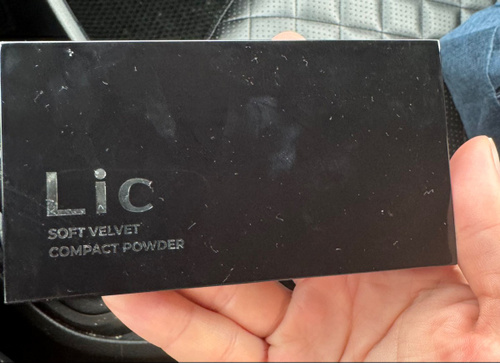 Lic
SOFT VELVET
COMPACT POWDER